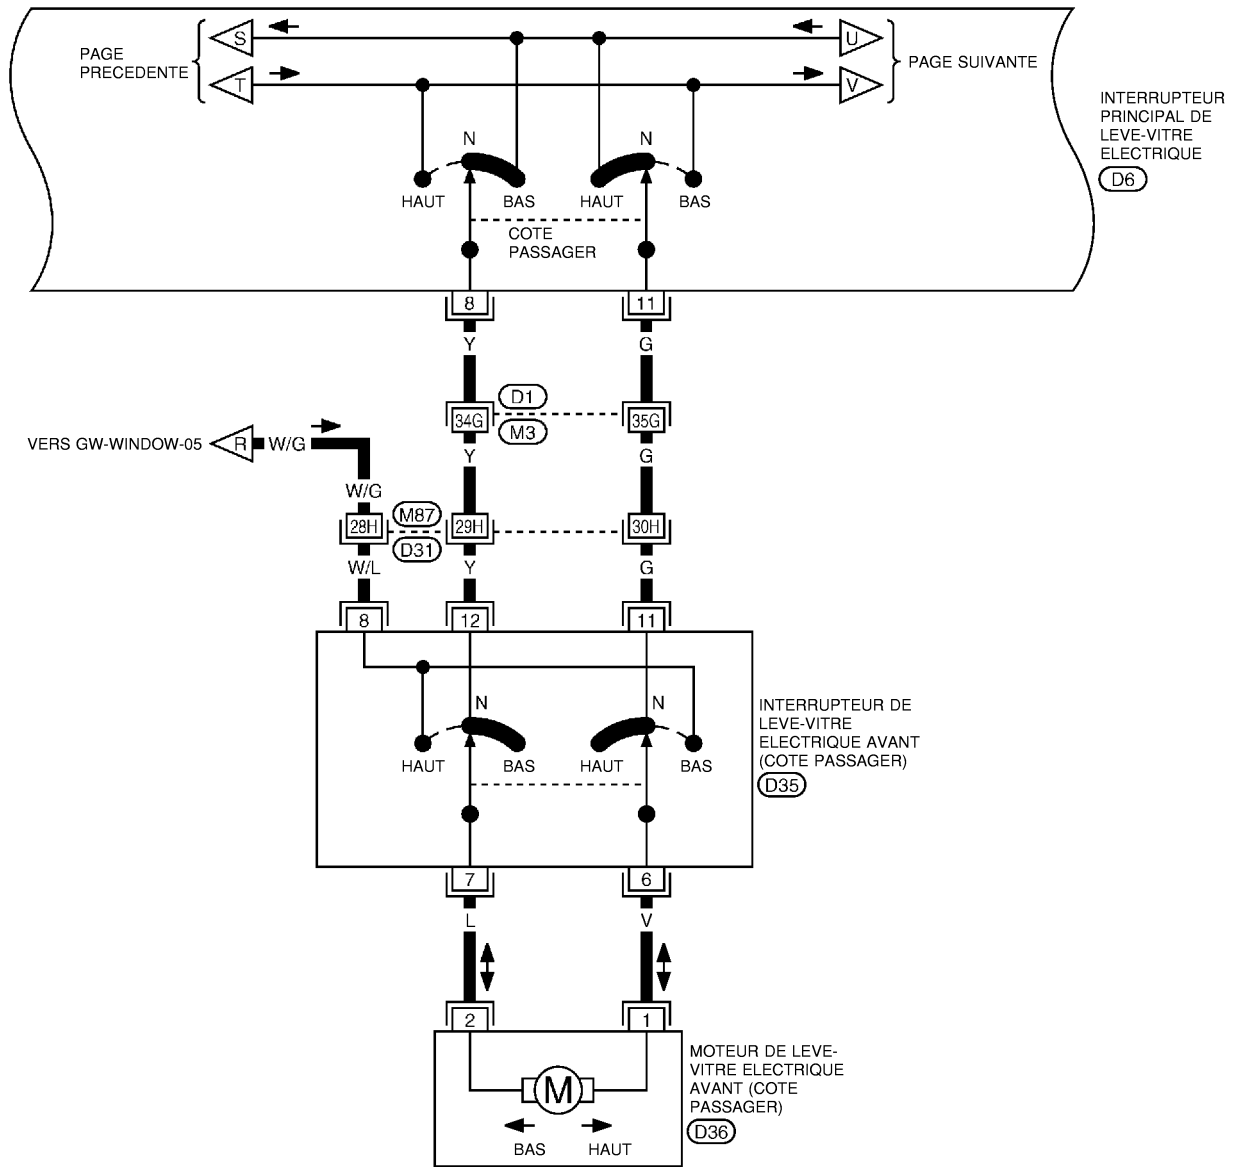 S
U
PAGE
PRECEDENTE
PAGE SUIVANTE
T
V
INTERRUPTEUR
PRINCIPAL DE
LEVE-VITRE
ELECTRIQUE
D6
N
N
HAUT
BAS
HAUT
BAS
COTE
PASSAGER
8
11
Y
G
D1
34G
35G
M3
VERS GW-WINDOW-05
R
W/G
Y
G
W/G
M87
28H
29H
30H
D31
W/L
Y
G
8
12
11
N
N
HAUT
BAS
HAUT
BAS
INTERRUPTEUR DE
LEVE-VITRE
ELECTRIQUE AVANT
(COTE PASSAGER)
D35
7
6
L
V
2
1
M
BAS
HAUT
MOTEUR DE LEVE-
VITRE ELECTRIQUE
AVANT (COTE
PASSAGER)
D36